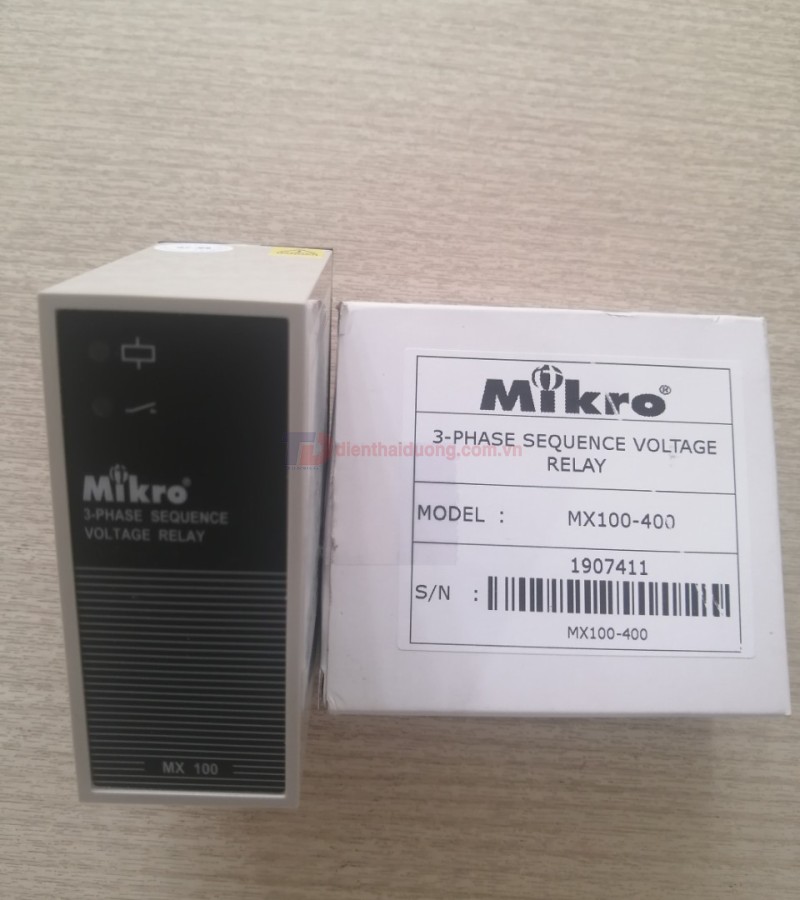 Mikro®
3-PHASE SEQUENCE
VOLTAGE RELAY
MX 100
Mikro®
3-PHASE SEQUENCE VOLTAGE
RELAY
MODEL : MX100-400
1907411
S/N :
MX100-400
dienthaiduong.com.vn